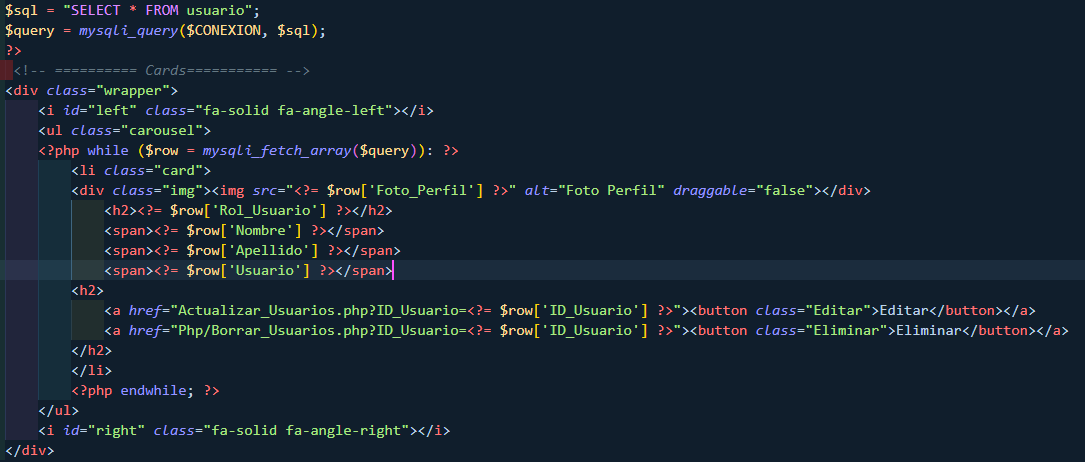 $sql = "SELECT * FROM usuario";
$query = mysqli_query($CONEXION, $sql);
?>
<!-- ========== Cards=========== -->
<div class="wrapper">
<i id="left" class="fa-solid fa-angle-left"></i>
<ul class="carousel">
<?php while ($row = mysqli_fetch_array($query)): ?>
<li class="card">
<div class="img"><img src="<?= $row['Foto_Perfil'] ?>" alt="Foto Perfil" draggable="false"></div>
<h2><?= $row['Rol_Usuario'] ?></h2>
<span><?= $row['Nombre'] ?></span>
<span><?= $row['Apellido'] ?></span>
<span><?= $row['Usuario'] ?></span>
<h2>
<a href="Actualizar_Usuarios.php?ID_Usuario=<?= $row['ID_Usuario'] ?>"><button class="Editar">Editar</button></a>
<a href="Php/Borrar_Usuarios.php?ID_Usuario=<?= $row['ID_Usuario'] ?>"><button class="Eliminar">Eliminar</button></a>
</h2>
</li>
<?php endwhile; ?>
</ul>
<i id="right" class="fa-solid fa-angle-right"></i>
</div>